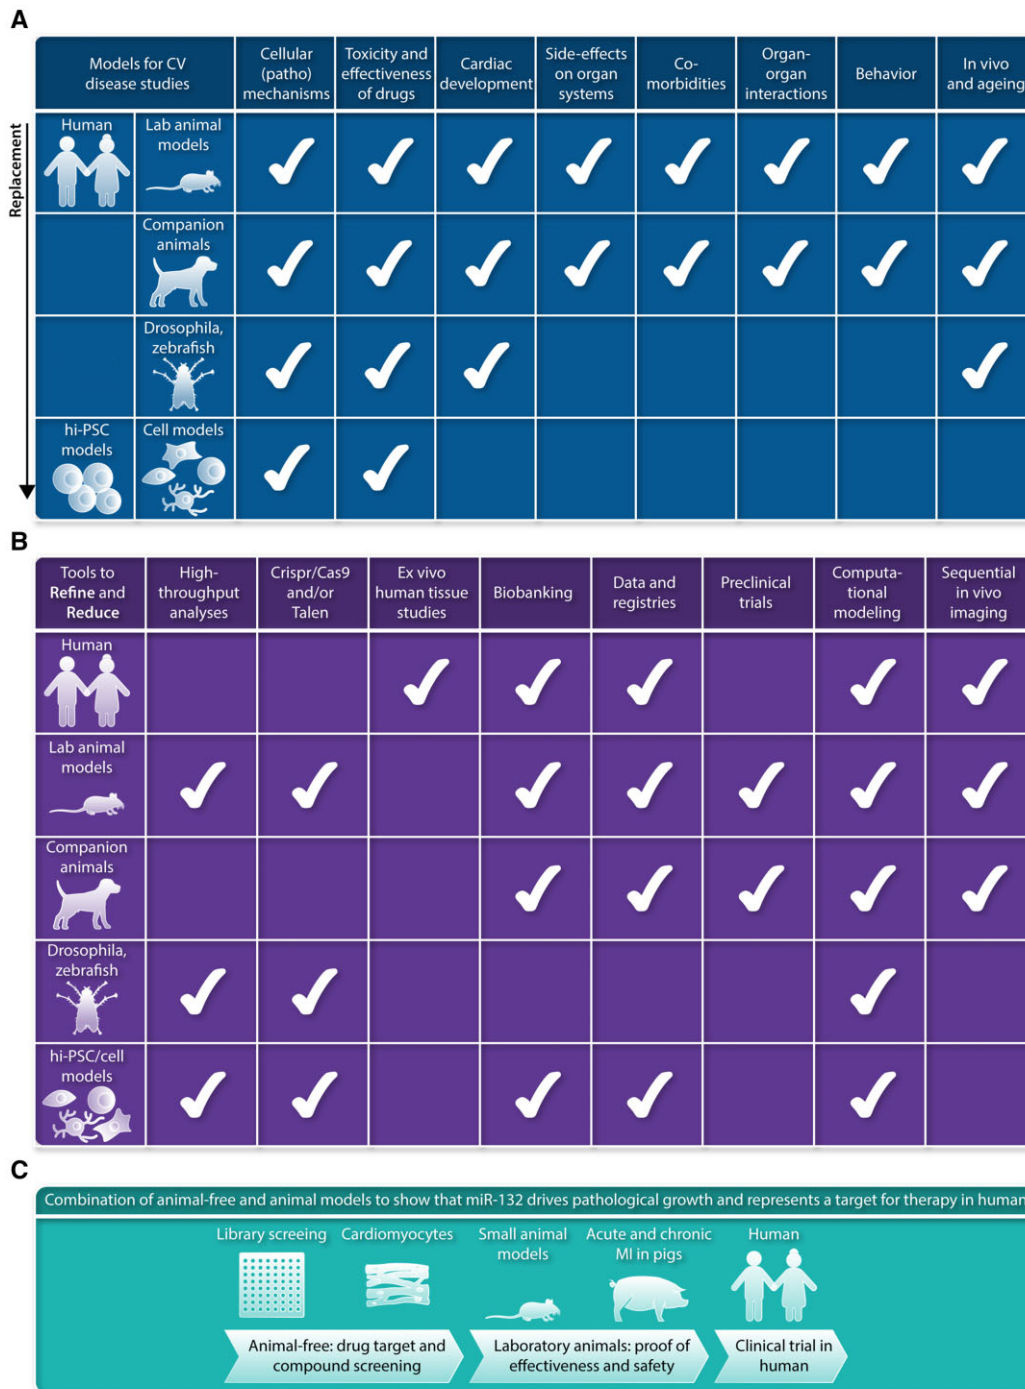 A
Models for CV
disease studies
Cellular
(patho)
mechanisms
Toxicity and
effectiveness
of drugs
Cardiac
development
Side-effects
on organ
systems
Co-
morbidities
Organ-
organ
interactions
Behavior
In vivo
and ageing
Replacement
Human
Lab animal
models
Companion
animals
Drosophila,
zebrafish
hi-PSC
models
Cell models
B
Tools to
Refine and
Reduce
High-
throughput
analyses
Crispr/Cas9
and/or
Talen
Ex vivo
human tissue
studies
Biobanking
Data and
registries
Preclinical
trials
Computa-
tional
modeling
Sequential
in vivo
imaging
Human
Lab animal
models
Companion
animals
Drosophila,
zebrafish
hi-PSC/cell
models
C
Combination of animal-free and animal models to show that miR-132 drives pathological growth and represents a target for therapy in human
Library screeing
Cardiomyocytes
Small animal
models
Acute and chronic
MI in pigs
Human
Animal-free: drug target and
compound screening
Laboratory animals: proof of
effectiveness and safety
Clinical trial in
human